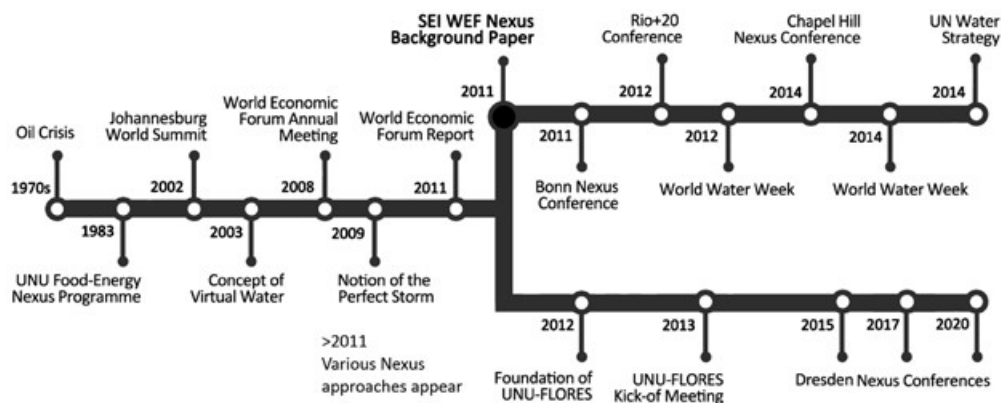 SEI WEF Nexus
Background Paper
2011
Rio+20
Conference
2012
Chapel Hill
Nexus Conference
2014
UN Water
Strategy
2014
2011
Bonn Nexus
Conference
2012
World Water Week
2014
World Water Week
Oil Crisis
1970s
Johannesburg
World Summit
2002
World Economic
Forum Annual
Meeting
2008
World Economic
Forum Report
2011
1983
UNU Food-Energy
Nexus Programme
2003
Concept of
Virtual Water
2009
Notion of the
Perfect Storm
>2011
Various Nexus
approaches appear
2012
Foundation of
UNU-FLORES
2013
UNU-FLORES
Kick-of Meeting
2015
2017
2020
Dresden Nexus Conferences